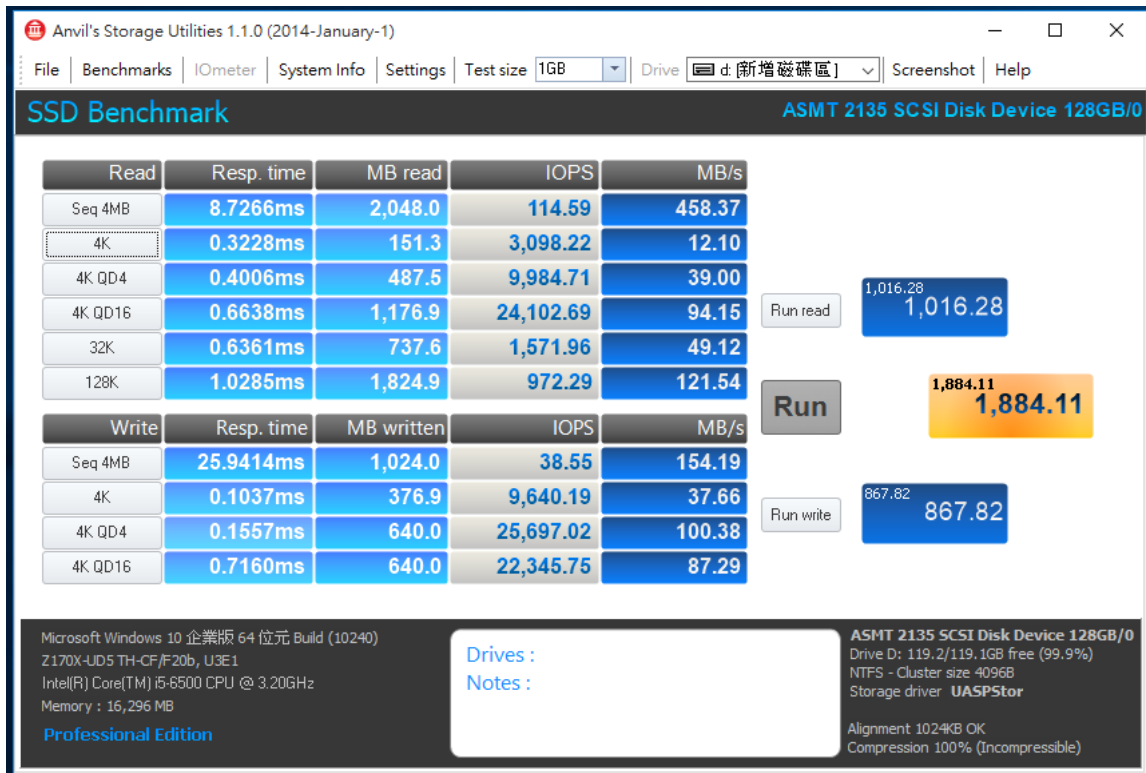 Anvil's Storage Utilities 1.1.0 (2014-January-1)
File Benchmarks IOmeter System Info Settings Test size 1GB Drive d: [新增磁碟區] Screenshot Help
SSD Benchmark ASMT 2135 SCSI Disk Device 128GB/0
Read Resp. time MB read IOPS MB/s
Seq 4MB 8.7266ms 2,048.0 114.59 458.37
4K 0.3228ms 151.3 3,098.22 12.10
4K QD4 0.4006ms 487.5 9,984.71 39.00
4K QD16 0.6638ms 1,176.9 24,102.69 94.15
32K 0.6361ms 737.6 1,571.96 49.12
128K 1.0285ms 1,824.9 972.29 121.54
Run read
1,016.28
1,016.28
Run
1,884.11
1,884.11
Write Resp. time MB written IOPS MB/s
Seq 4MB 25.9414ms 1,024.0 38.55 154.19
4K 0.1037ms 376.9 9,640.19 37.66
4K QD4 0.1557ms 640.0 25,697.02 100.38
4K QD16 0.7160ms 640.0 22,345.75 87.29
Run write
867.82
867.82
Microsoft Windows 10 企業版 64 位元 Build (10240)
Z170X-UD5 TH-CF/F20b, U3E1
Intel(R) Core(TM) i5-6500 CPU @ 3.20GHz
Memory : 16,296 MB
Professional Edition
Drives :
Notes :
ASMT 2135 SCSI Disk Device 128GB/0
Drive D: 119.2/119.1GB free (99.9%)
NTFS - Cluster size 4096B
Storage driver UASPStor
Alignment 1024KB OK
Compression 100% (Incompressible)